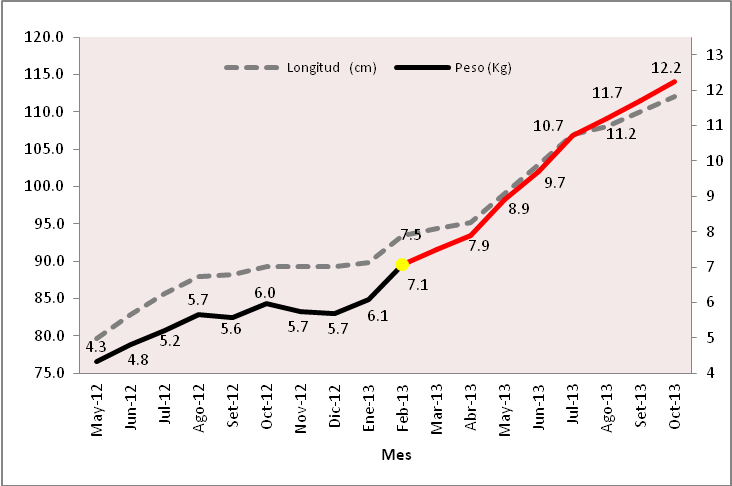 Longitud (cm) Peso (Kg)
120.0
115.0
110.0
105.0
100.0
95.0
90.0
85.0
80.0
75.0
13
12
11
10
9
8
7
6
5
4
4.3
4.8
5.2
5.7
5.6
6.0
5.7
5.7
6.1
7.1
7.5
7.9
8.9
9.7
10.7
11.2
11.7
12.2
May-12
Jun-12
Jul-12
Ago-12
Set-12
Oct-12
Nov-12
Dic-12
Ene-13
Feb-13
Mar-13
Abr-13
May-13
Jun-13
Jul-13
Ago-13
Set-13
Oct-13
Mes